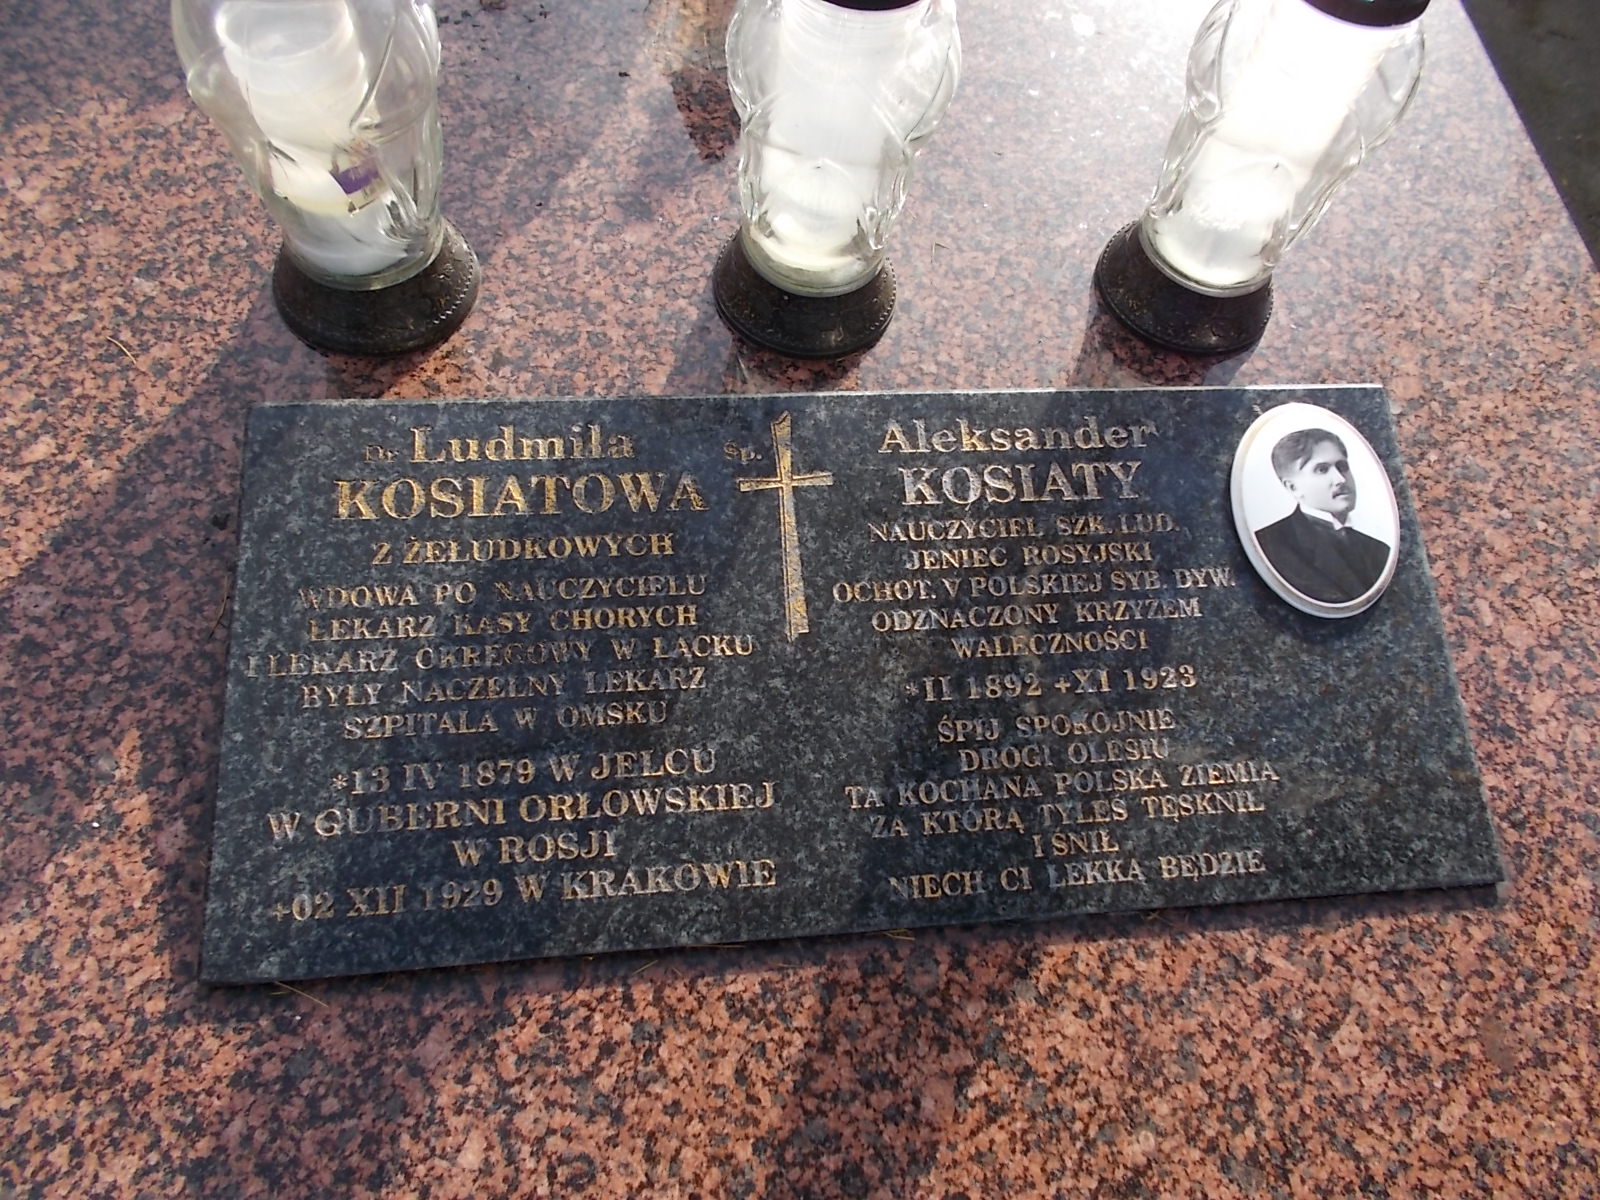 Dr Ludmiła
KOSIATOWA
Z ŻEŁUDKOWYCH
WDOWA PO NAUCZYCIELU
LEKARZ KASY CHORYCH
I LEKARZ OKRĘGOWY W ŁĄCKU
BYŁY NACZELNY LEKARZ
SZPITALA W OMSKU
*13 IV 1879 W JELCU
W GUBERNI ORŁOWSKIEJ
W ROSJI
+02 XII 1929 W KRAKOWIE
Śp.
Aleksander
KOSIATY
NAUCZYCIEL SZK. LUD.
JENIEC ROSYJSKI
OCHOT. V POLSKIEJ SYB. DYW.
ODZNACZONY KRZYŻEM
WALECZNOŚCI
*II 1892 +XI 1923
ŚPIJ SPOKOJNIE
DROGI OLESIU
TA KOCHANA POLSKA ZIEMIA
ZA KTÓRĄ TYLEŚ TĘSKNIŁ
I ŚNIŁ
NIECH CI LEKKĄ BĘDZIE